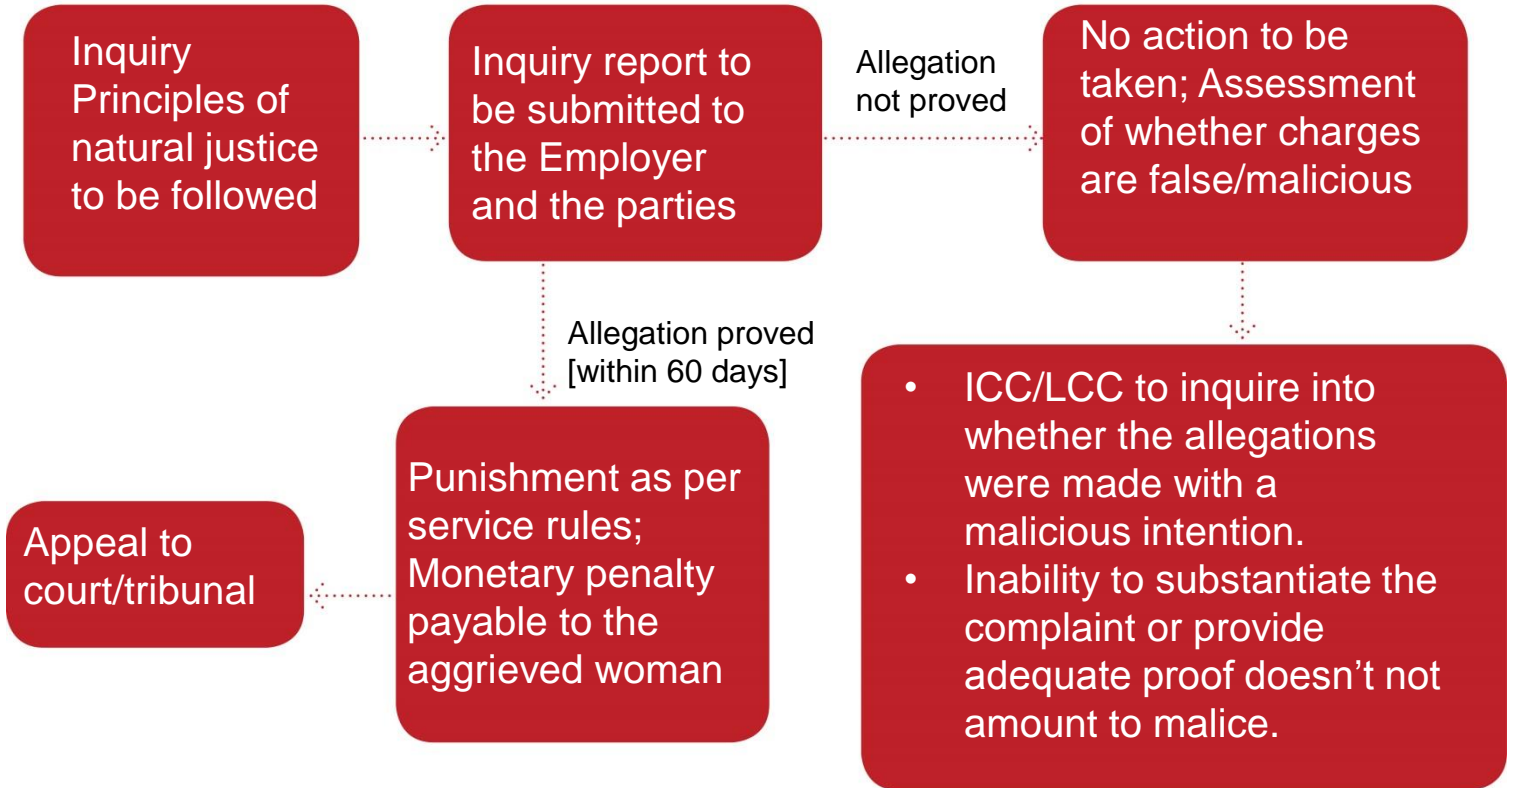 Inquiry
Principles of
natural justice
to be followed
Inquiry report to
be submitted to
the Employer
and the parties
Allegation
not proved
No action to be
taken; Assessment
of whether charges
are false/malicious
Allegation proved
[within 60 days]
Punishment as per
service rules;
Monetary penalty
payable to the
aggrieved woman
Appeal to
court/tribunal
• ICC/LCC to inquire into
whether the allegations
were made with a
malicious intention.
• Inability to substantiate the
complaint or provide
adequate proof doesn’t not
amount to malice.